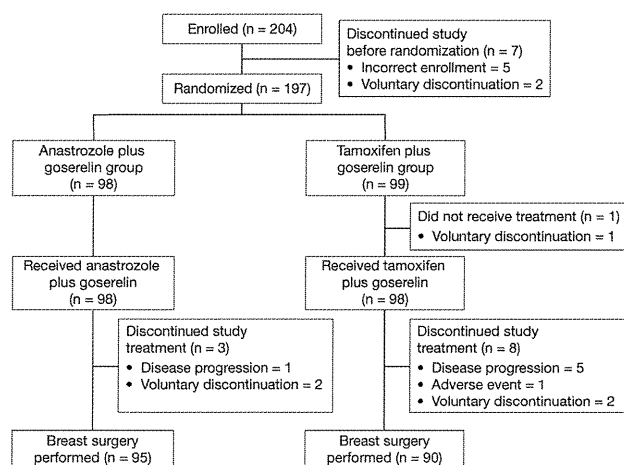 Enrolled (n = 204)
Discontinued study
before randomization (n = 7)
• Incorrect enrollment = 5
• Voluntary discontinuation = 2
Randomized (n = 197)
Anastrozole plus
goserelin group
(n = 98)
Tamoxifen plus
goserelin group
(n = 99)
Did not receive treatment (n = 1)
• Voluntary discontinuation = 1
Received anastrozole
plus goserelin
(n = 98)
Received tamoxifen
plus goserelin
(n = 98)
Discontinued study
treatment (n = 3)
• Disease progression = 1
• Voluntary discontinuation = 2
Discontinued study
treatment (n = 8)
• Disease progression = 5
• Adverse event = 1
• Voluntary discontinuation = 2
Breast surgery
performed (n = 95)
Breast surgery
performed (n = 90)